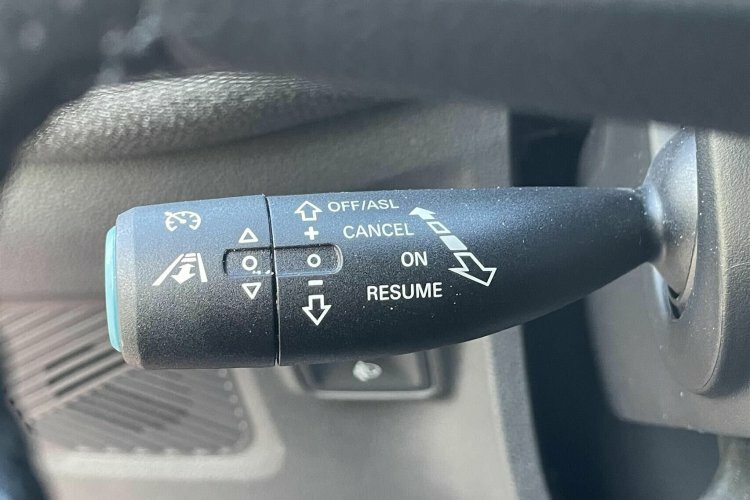 OFF/ASL
+ CANCEL
ON
- RESUME